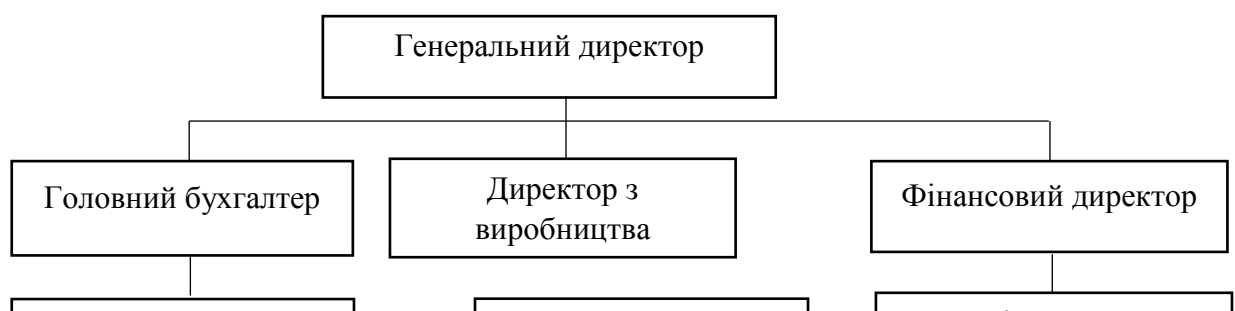 Генеральний директор
Головний бухгалтер
Директор з
виробництва
Фінансовий директор